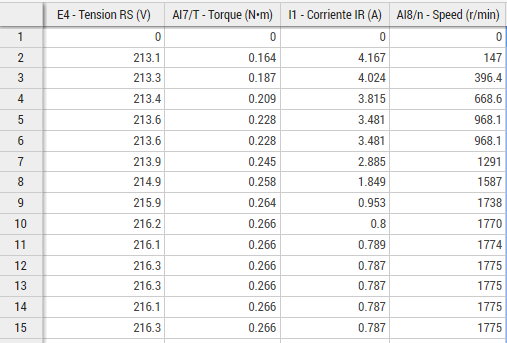 E4 - Tension RS (V) AI7/T - Torque (N•m) I1 - Corriente IR (A) AI8/n - Speed (r/min)
1 0 0 0 0
2 213.1 0.164 4.167 147
3 213.3 0.187 4.024 396.4
4 213.4 0.209 3.815 668.6
5 213.6 0.228 3.481 968.1
6 213.6 0.228 3.481 968.1
7 213.9 0.245 2.885 1291
8 214.9 0.258 1.849 1587
9 215.9 0.264 0.953 1738
10 216.2 0.266 0.8 1770
11 216.1 0.266 0.789 1774
12 216.3 0.266 0.787 1775
13 216.3 0.266 0.787 1775
14 216.1 0.266 0.787 1775
15 216.3 0.266 0.787 1775